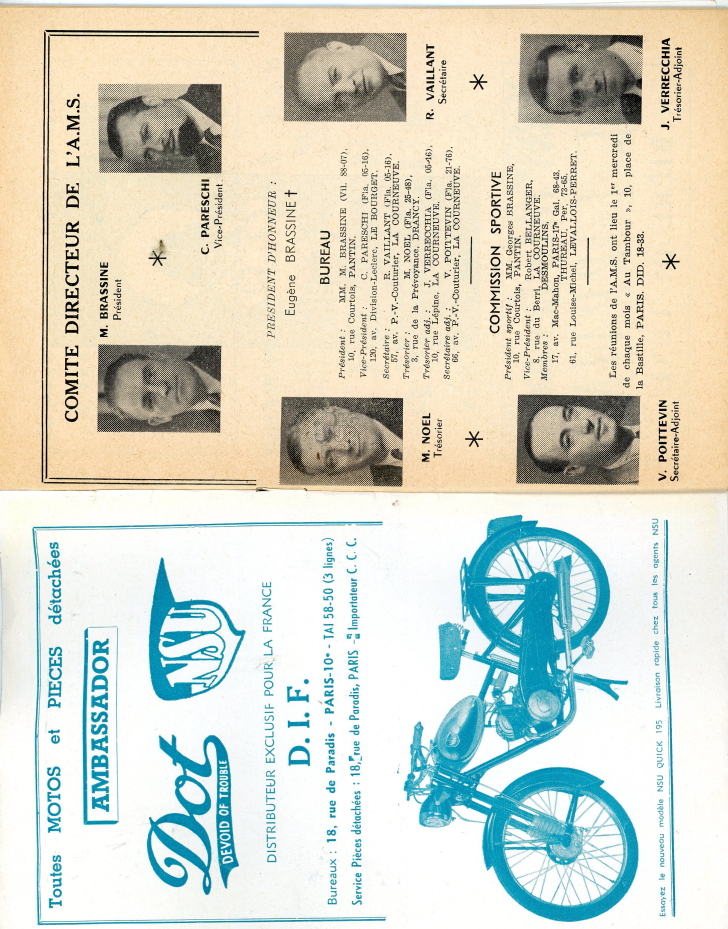 Toutes MOTOS et PIECES détachées
AMBASSADOR
Dot
DEVOID OF TROUBLE
NSU
DISTRIBUTEUR EXCLUSIF POUR LA FRANCE
D. I. F.
Bureaux : 18, rue de Paradis - PARIS-10e - TAI 58-50 (3 lignes)
Service Pièces détachées : 18, rue de Paradis, PARIS - Importateur C. C. C.
Essayez le nouveau modèle NSU QUICK 195 Livraison rapide chez tous les agents NSU
COMITE DIRECTEUR DE L'A.M.S.
M. BRASSINE
Président
C. PARESCHI
Vice-Président
PRESIDENT D'HONNEUR :
Eugène BRASSINE †
BUREAU
Président : MM. M. BRASSINE (Vil. 88-07),
10, rue Courtois, PANTIN.
Vice-Président : C. PARESCHI (Fla. 05-16),
120, av. Division-Leclerc, LE BOURGET.
Secrétaire : R. VAILLANT (Fla. 05-16),
57, av. P.-V.-Couturier, LA COURNEUVE.
Trésorier : M. NOEL (Fla. 25-48),
3, rue de la Prévoyance, DRANCY.
Trésorier adj. : J. VERRECCHIA (Fla. 05-16),
10, rue Lépine, LA COURNEUVE.
Secrétaire adj. : V. POITTEVIN (Fla. 21-76),
56, av. P.-V.-Couturier, LA COURNEUVE.
M. NOEL
Trésorier
R. VAILLANT
Secrétaire
COMMISSION SPORTIVE
Président sportif : MM. Georges BRASSINE,
10, rue Courtois, PANTIN.
Vice-Président : Robert BELLANGER,
8, rue du Berri, LA COURNEUVE.
Membres : DESMOULINS,
17, av. Mac-Mahon, PARIS-17e Gal. 68-43.
THUREAU, Per. 73-65,
61, rue Louise-Michel, LEVALLOIS-PERRET.
Les réunions de l'A.M.S. ont lieu le 1er mercredi
de chaque mois « Au Tambour », 10, place de
la Bastille, PARIS. DID. 18-33.
V. POITTEVIN
Secrétaire-Adjoint
J. VERRECCHIA
Trésorier-Adjoint